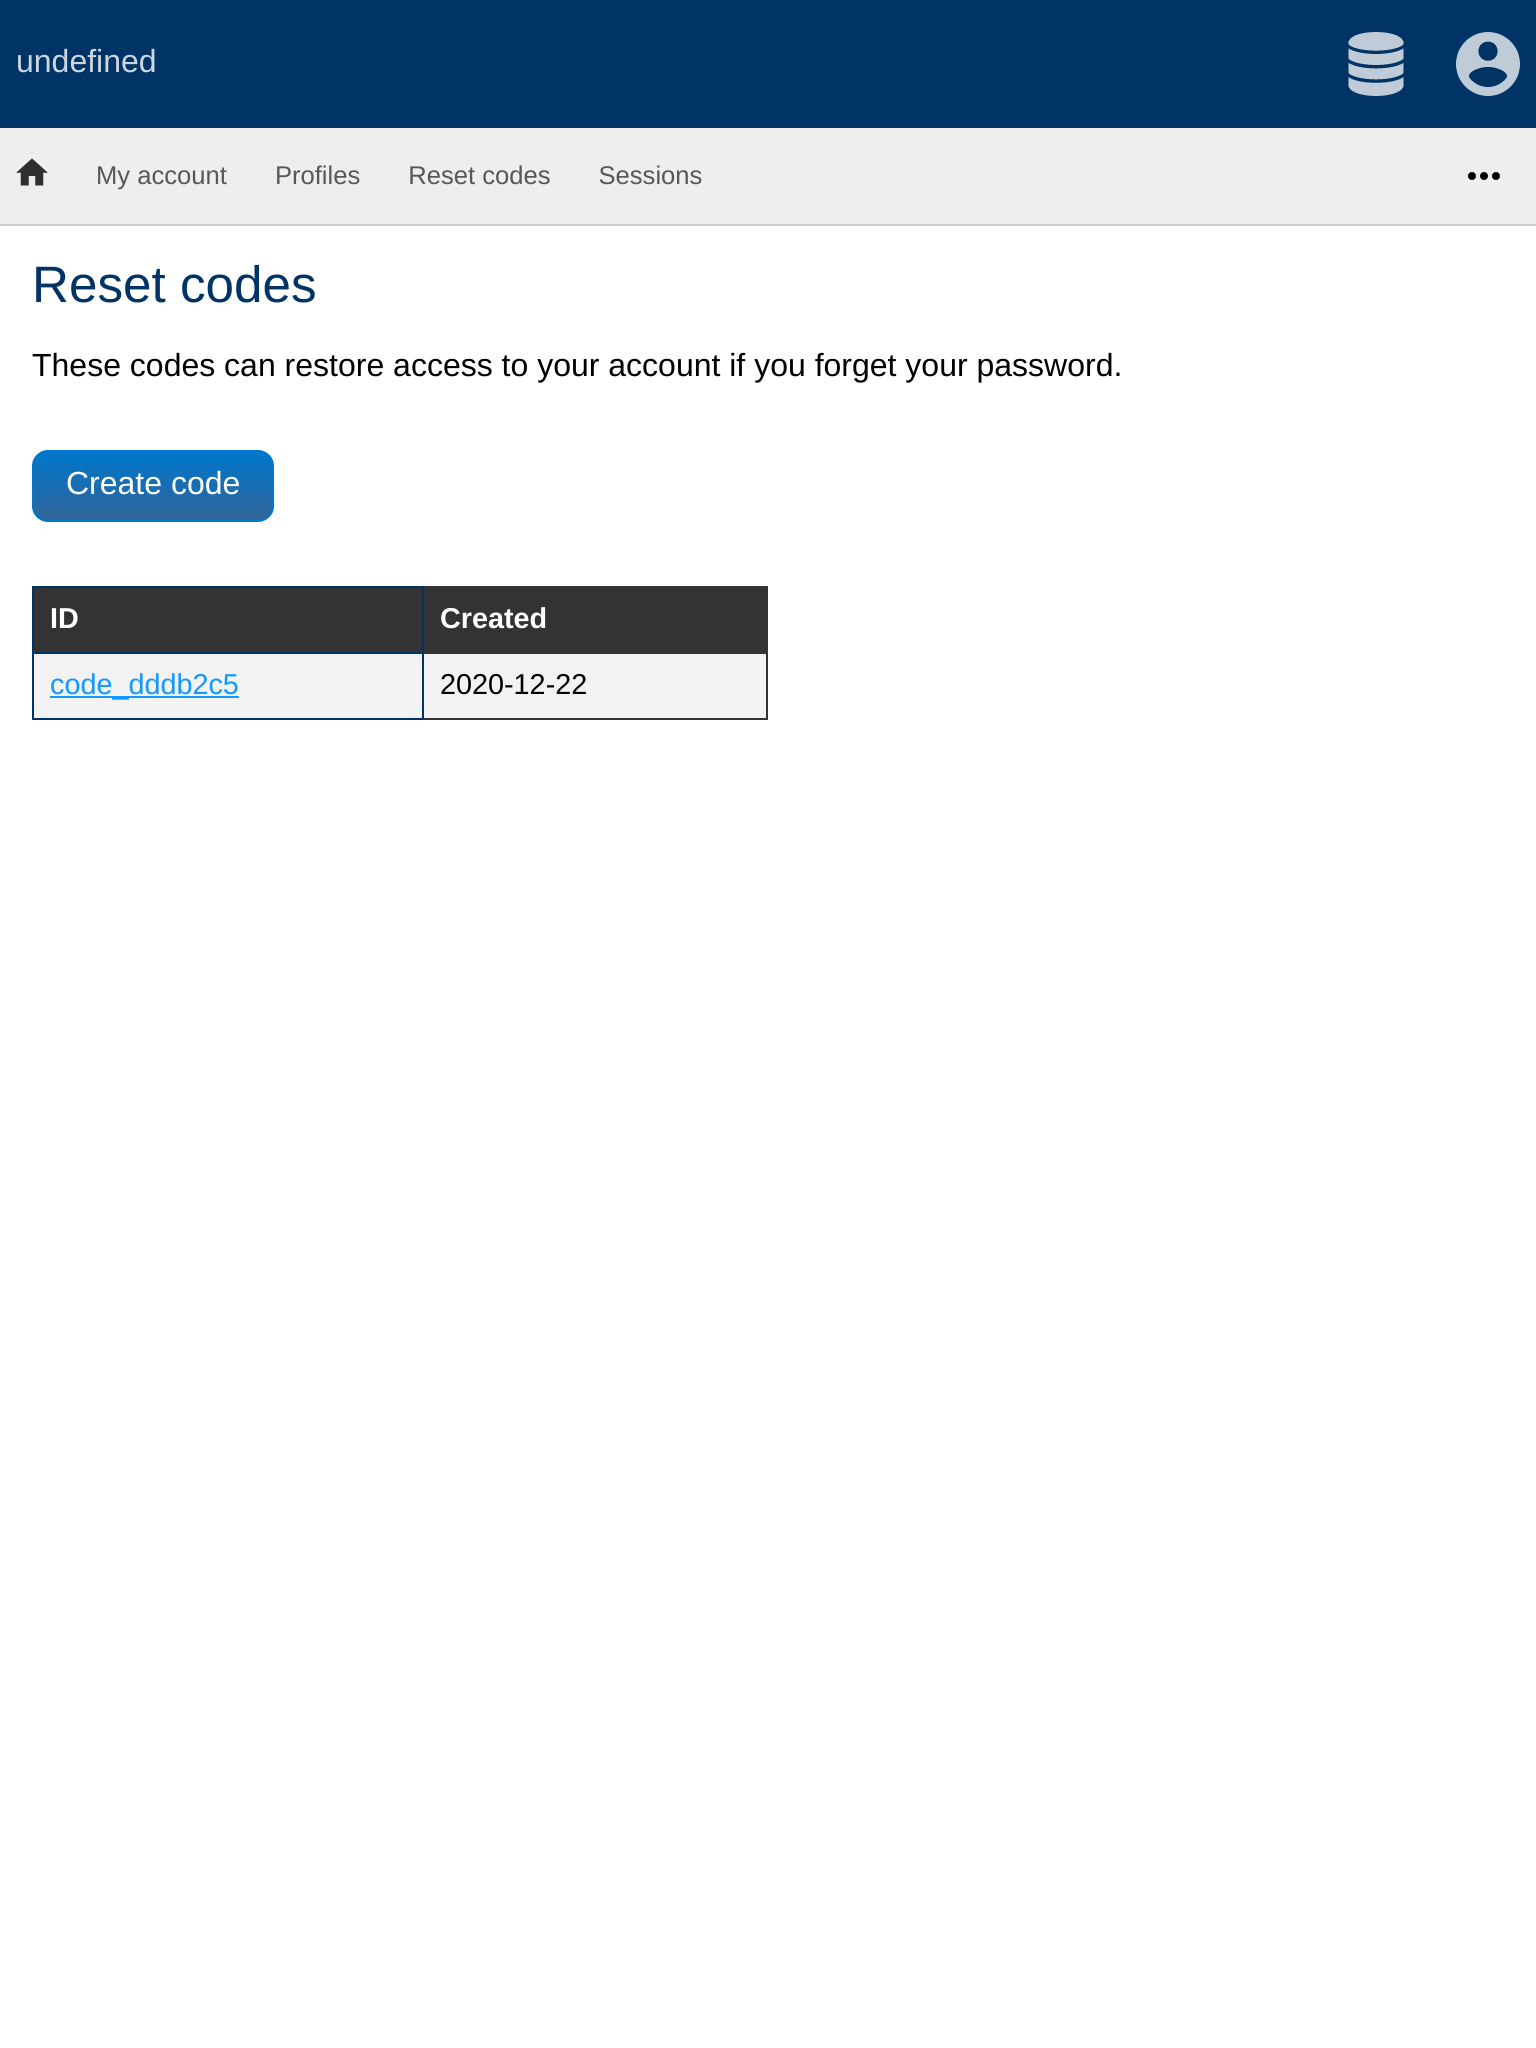 undefined
My account Profiles Reset codes Sessions
Reset codes
These codes can restore access to your account if you forget your password.
Create code
ID Created
code_dddb2c5 2020-12-22